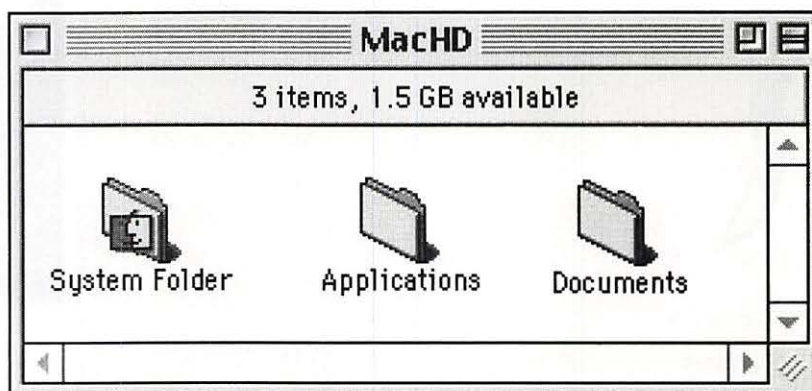 MacHD
3 items, 1.5 GB available
System Folder
Applications
Documents